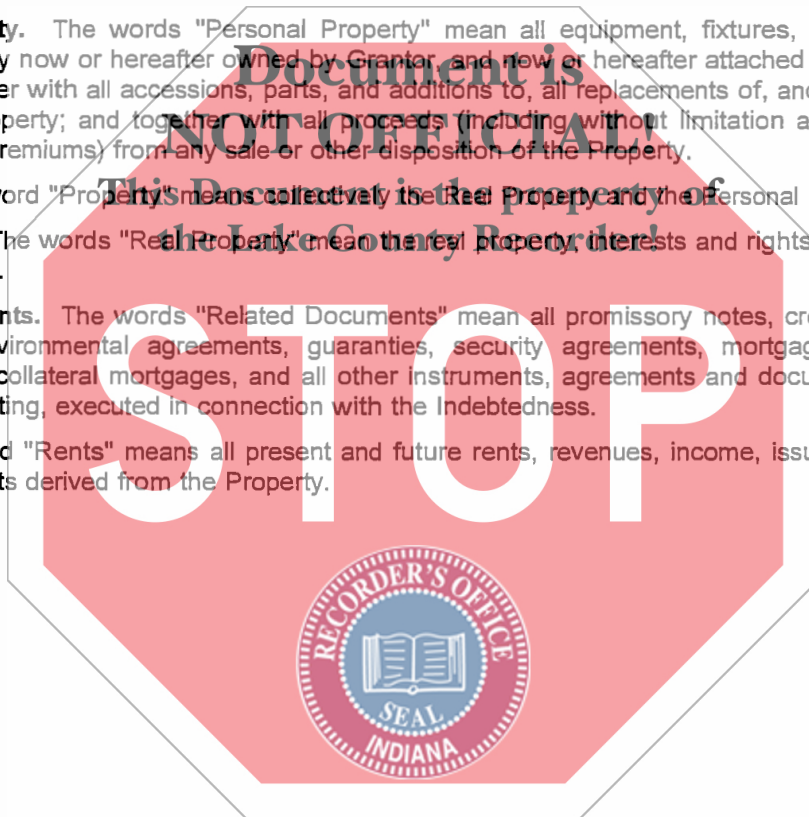 ty. The words "Personal Property" mean all equipment, fixtures,
y now or hereafter owned by Grantor, and now or hereafter attached
er with all accessions, parts, and additions to, all replacements of, and
perty; and together with all proceeds (including without limitation a
remiums) from any sale or other disposition of the Property.
ord "Property" means collectively the Real Property and the Personal
The words "Real Property" mean the real property, interests and rights
nts. The words "Related Documents" mean all promissory notes, cre
vironmental agreements, guaranties, security agreements, mortgag
collateral mortgages, and all other instruments, agreements and docu
ting, executed in connection with the Indebtedness.
d "Rents" means all present and future rents, revenues, income, issu
ts derived from the Property.
Document is
NOT OFFICIAL!
This Document is the property of
the Lake County Recorder!
STOP
RECORDER'S OFFICE
SEAL
INDIANA